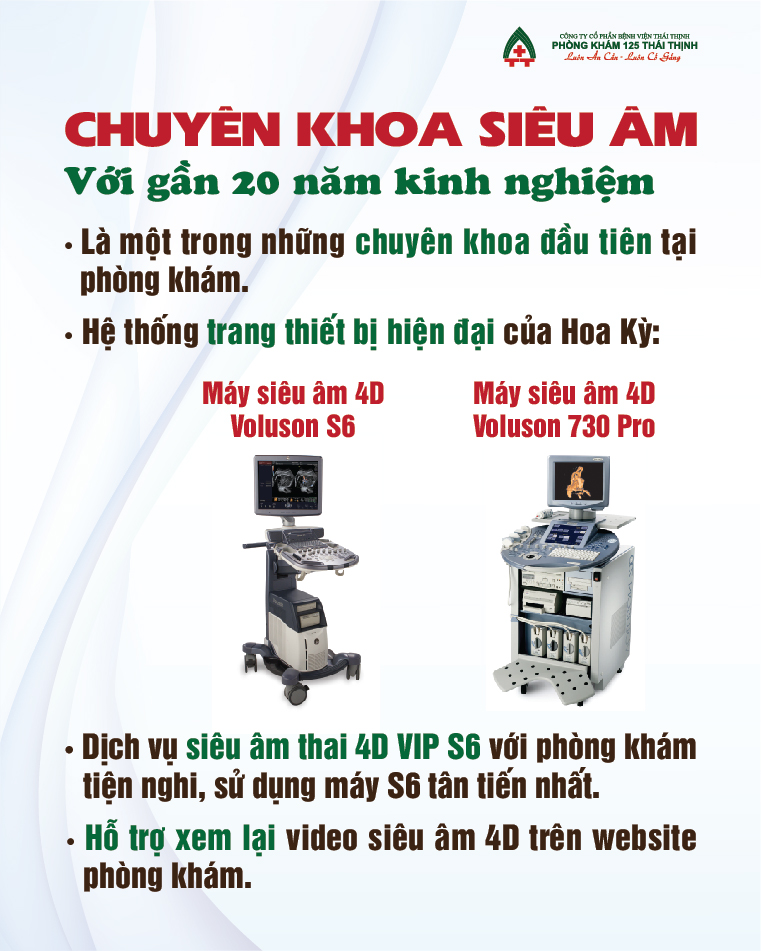 CÔNG TY CỔ PHẦN BỆNH VIỆN THÁI THỊNH
PHÒNG KHÁM 125 THÁI THỊNH
Luôn Ân Cần - Luôn Cố Gắng
CHUYÊN KHOA SIÊU ÂM
Với gần 20 năm kinh nghiệm
• Là một trong những chuyên khoa đầu tiên tại
phòng khám.
• Hệ thống trang thiết bị hiện đại của Hoa Kỳ:
Máy siêu âm 4D
Voluson S6
Máy siêu âm 4D
Voluson 730 Pro
• Dịch vụ siêu âm thai 4D VIP S6 với phòng khám
tiện nghi, sử dụng máy S6 tân tiến nhất.
• Hỗ trợ xem lại video siêu âm 4D trên website
phòng khám.